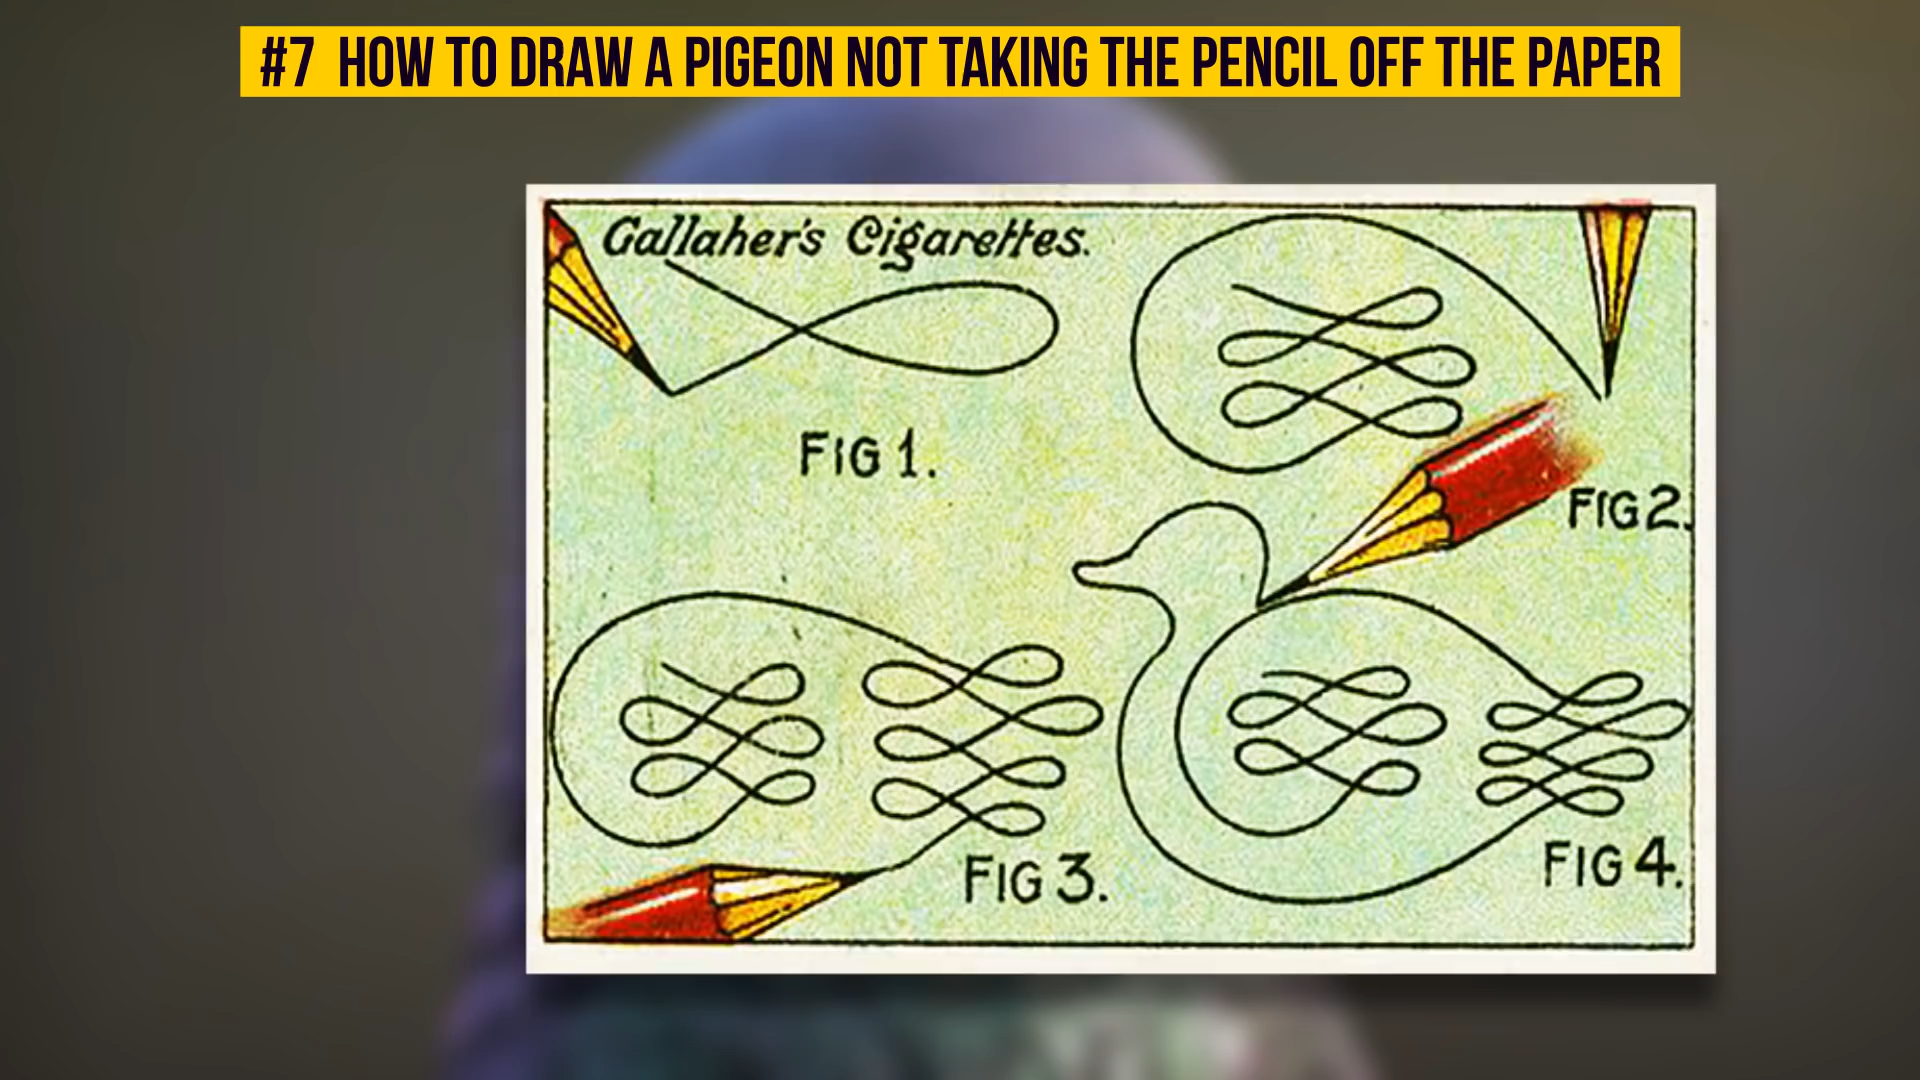 #7 HOW TO DRAW A PIGEON NOT TAKING THE PENCIL OFF THE PAPER
Gallaher's Cigarettes.
FIG 1.
FIG 2.
FIG 3.
FIG 4.